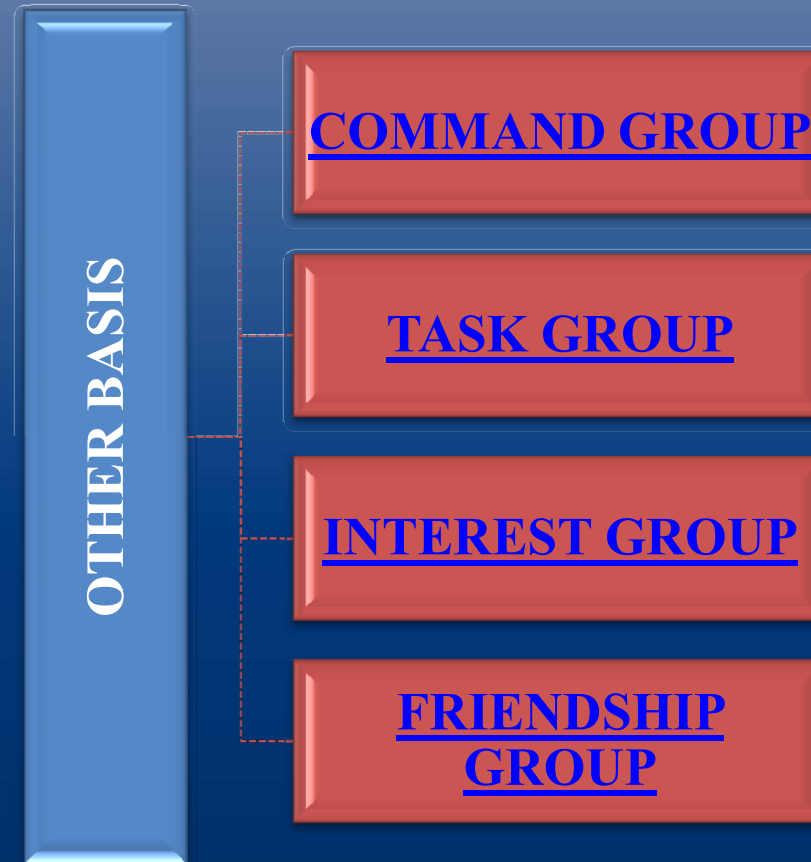 OTHER BASIS
COMMAND GROUP
TASK GROUP
INTEREST GROUP
FRIENDSHIP
GROUP